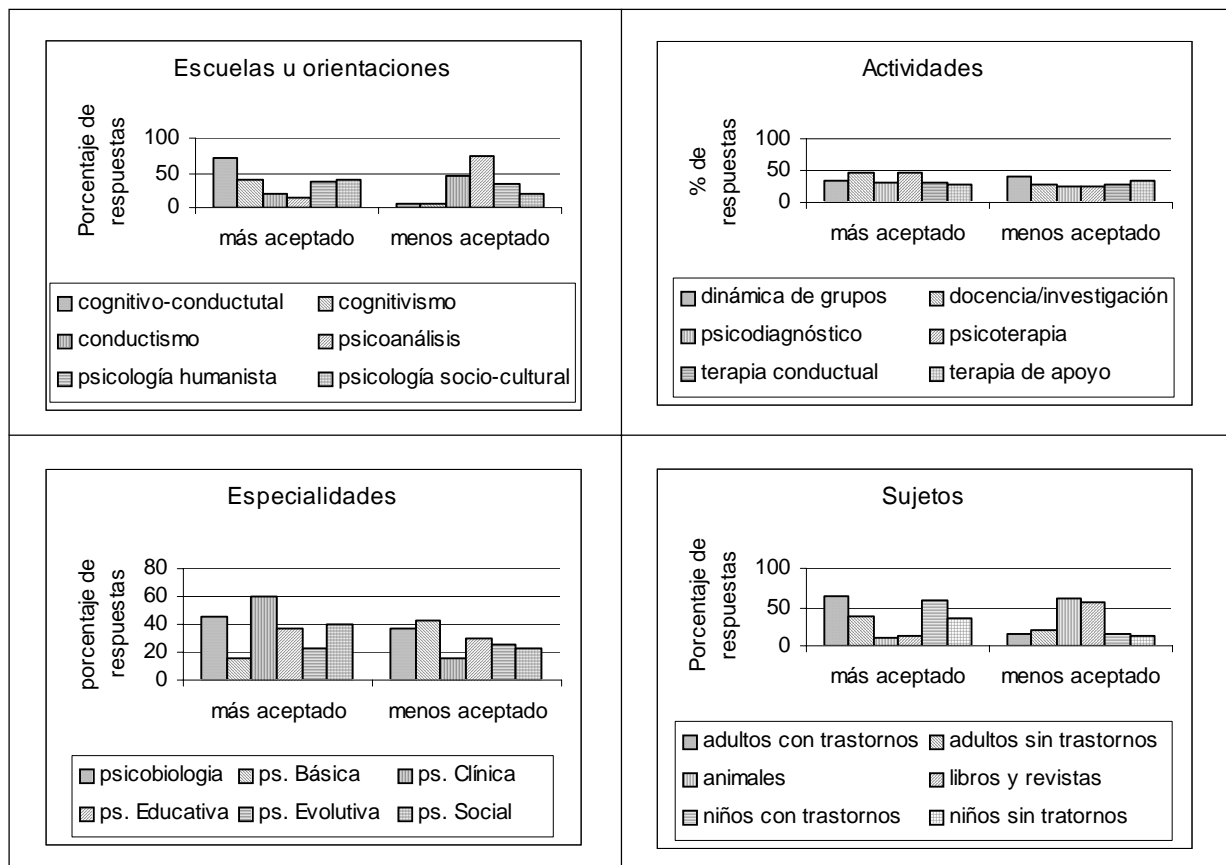 Escuelas u orientaciones
Porcentaje de
respuestas
100
50
0
más aceptado menos aceptado
cognitivo-conductutal cognitivismo
conductismo psicoanálisis
psicología humanista psicología socio-cultural
Actividades
% de
respuestas
100
50
0
más aceptado menos aceptado
dinámica de grupos docencia/investigación
psicodiagnóstico psicoterapia
terapia conductual terapia de apoyo
Especialidades
porcentaje de
respuestas
80
60
40
20
0
más aceptado menos aceptado
psicobiologia ps. Básica ps. Clínica
ps. Educativa ps. Evolutiva ps. Social
Sujetos
Porcentaje de
respuestas
100
50
0
más aceptado menos aceptado
adultos con trastornos adultos sin trastornos
animales libros y revistas
niños con trastornos niños sin tratornos